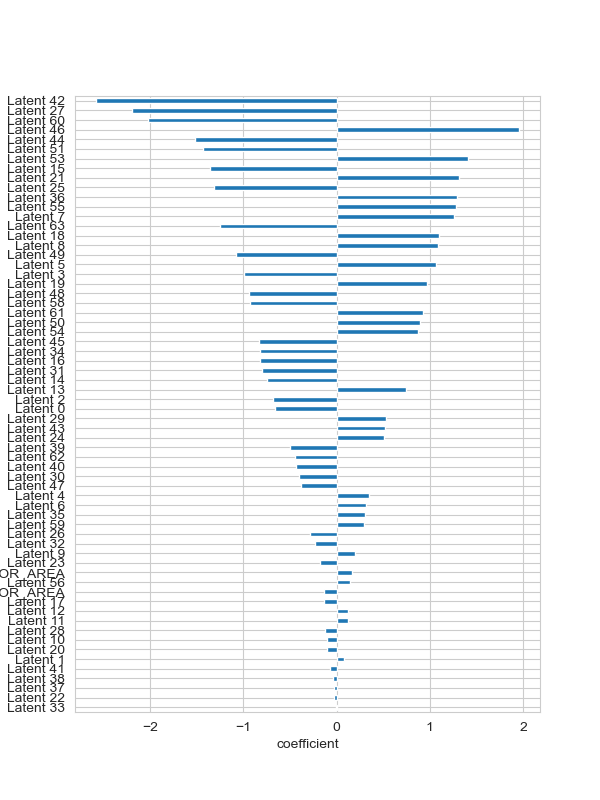 Latent 42
Latent 27
Latent 60
Latent 46
Latent 44
Latent 51
Latent 53
Latent 15
Latent 21
Latent 25
Latent 36
Latent 55
Latent 7
Latent 63
Latent 18
Latent 8
Latent 49
Latent 5
Latent 3
Latent 19
Latent 48
Latent 58
Latent 61
Latent 50
Latent 54
Latent 45
Latent 34
Latent 16
Latent 31
Latent 14
Latent 13
Latent 2
Latent 0
Latent 29
Latent 43
Latent 24
Latent 39
Latent 62
Latent 40
Latent 30
Latent 47
Latent 4
Latent 6
Latent 35
Latent 59
Latent 26
Latent 32
Latent 9
Latent 23
OR_AREA
Latent 56
OR_AREA
Latent 17
Latent 12
Latent 11
Latent 28
Latent 10
Latent 20
Latent 1
Latent 41
Latent 38
Latent 37
Latent 22
Latent 33
−2 −1 0 1 2
coefficient